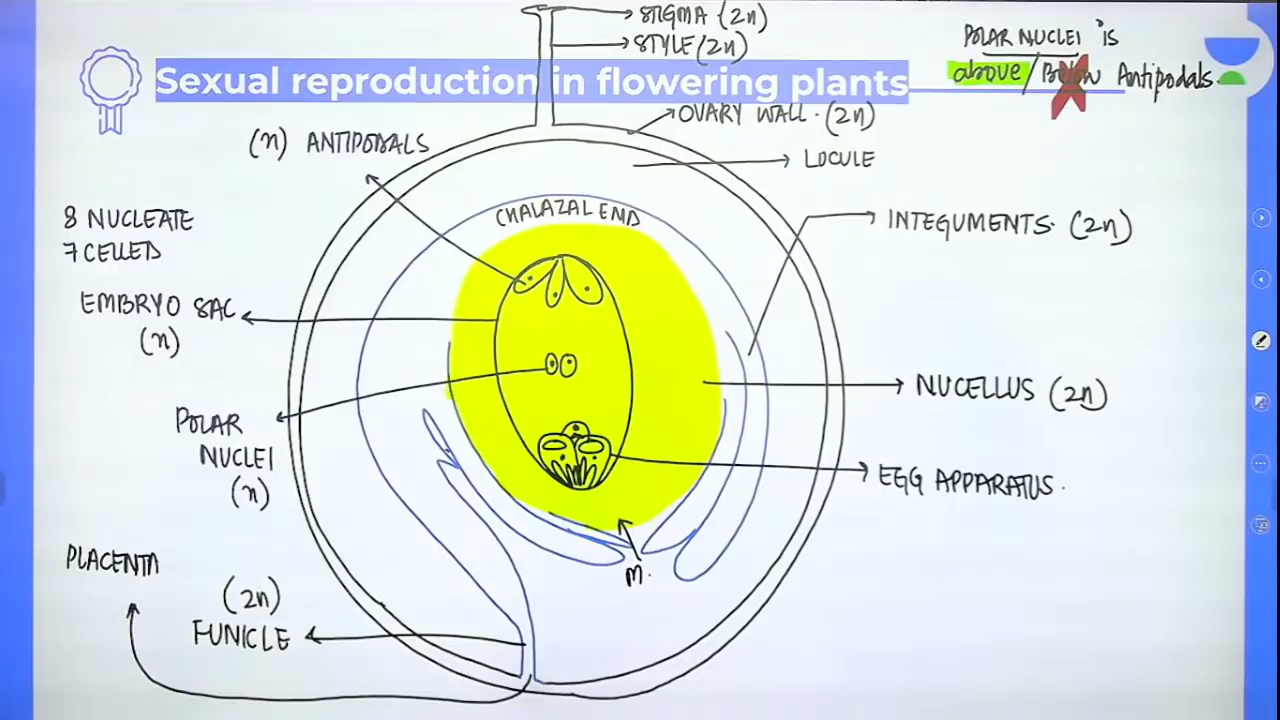 STIGMA (2n)
STYLE (2n)
POLAR NUCLEI is
above / Below Antipodals.
Sexual reproduction in flowering plants
OVARY WALL. (2n)
(n) ANTIPODALS
LOCULE
CHALAZAL END
8 NUCLEATE
7 CELLED
INTEGUMENTS. (2n)
EMBRYO SAC
(n)
NUCELLUS (2n)
POLAR
NUCLEI
(n)
EGG APPARATUS.
PLACENTA
M.
(2n)
FUNICLE